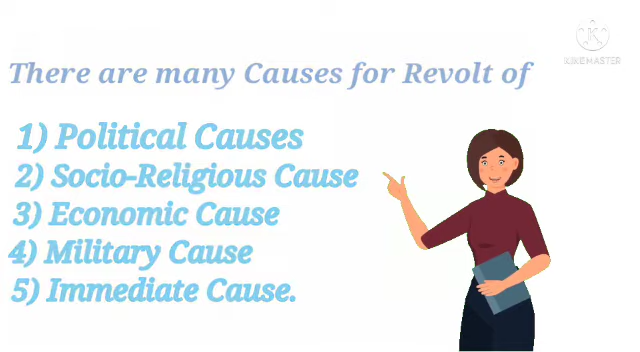 There are many Causes for Revolt of
1) Political Causes
2) Socio-Religious Cause
3) Economic Cause
4) Military Cause
5) Immediate Cause.
K
KINEMASTER